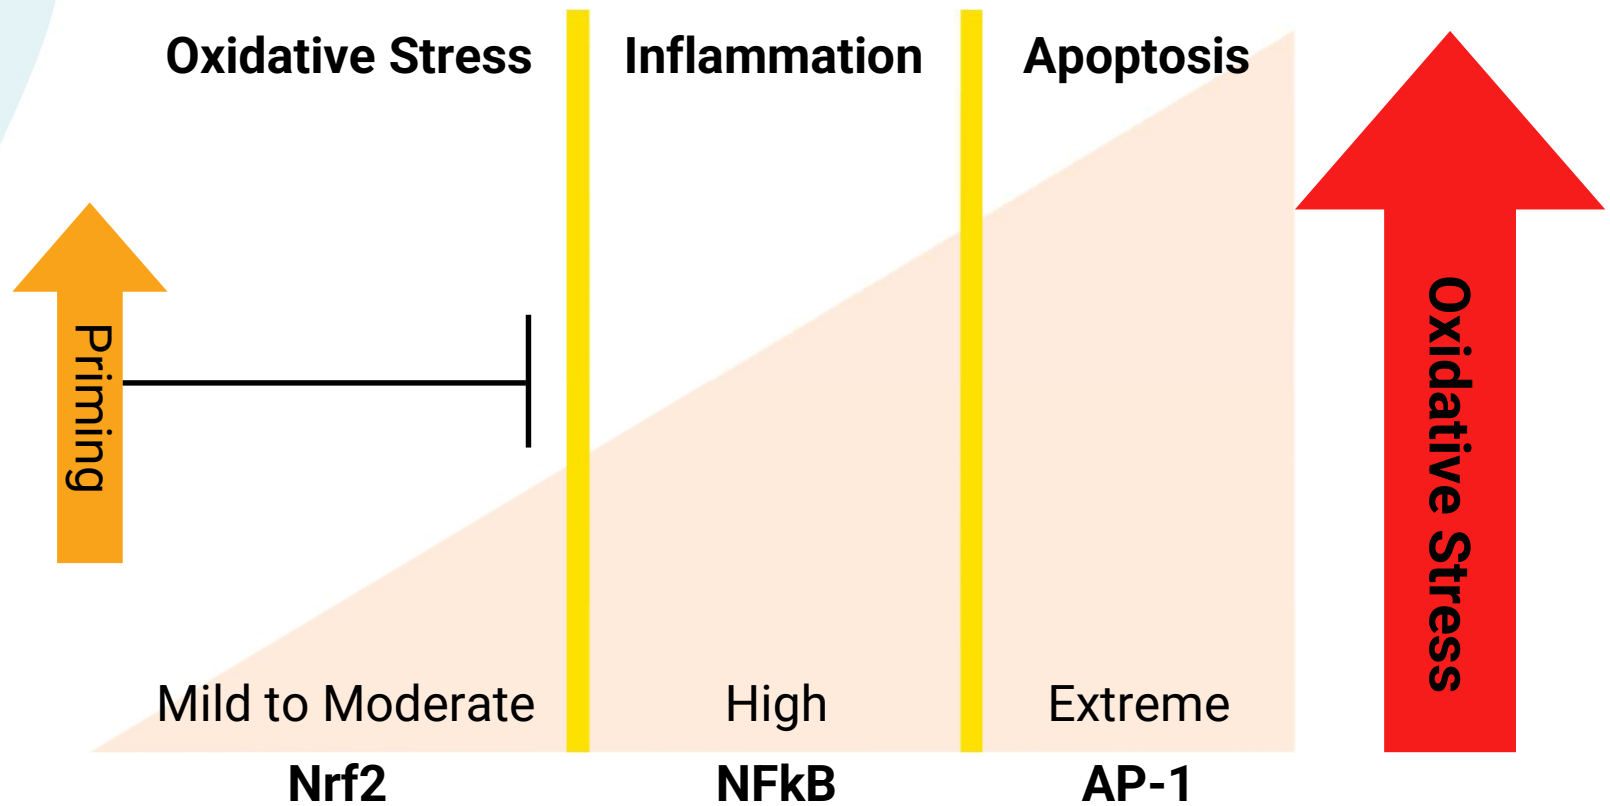 Oxidative Stress
Inflammation
Apoptosis
Priming
Oxidative Stress
Mild to Moderate
High
Extreme
Nrf2
NFkB
AP-1